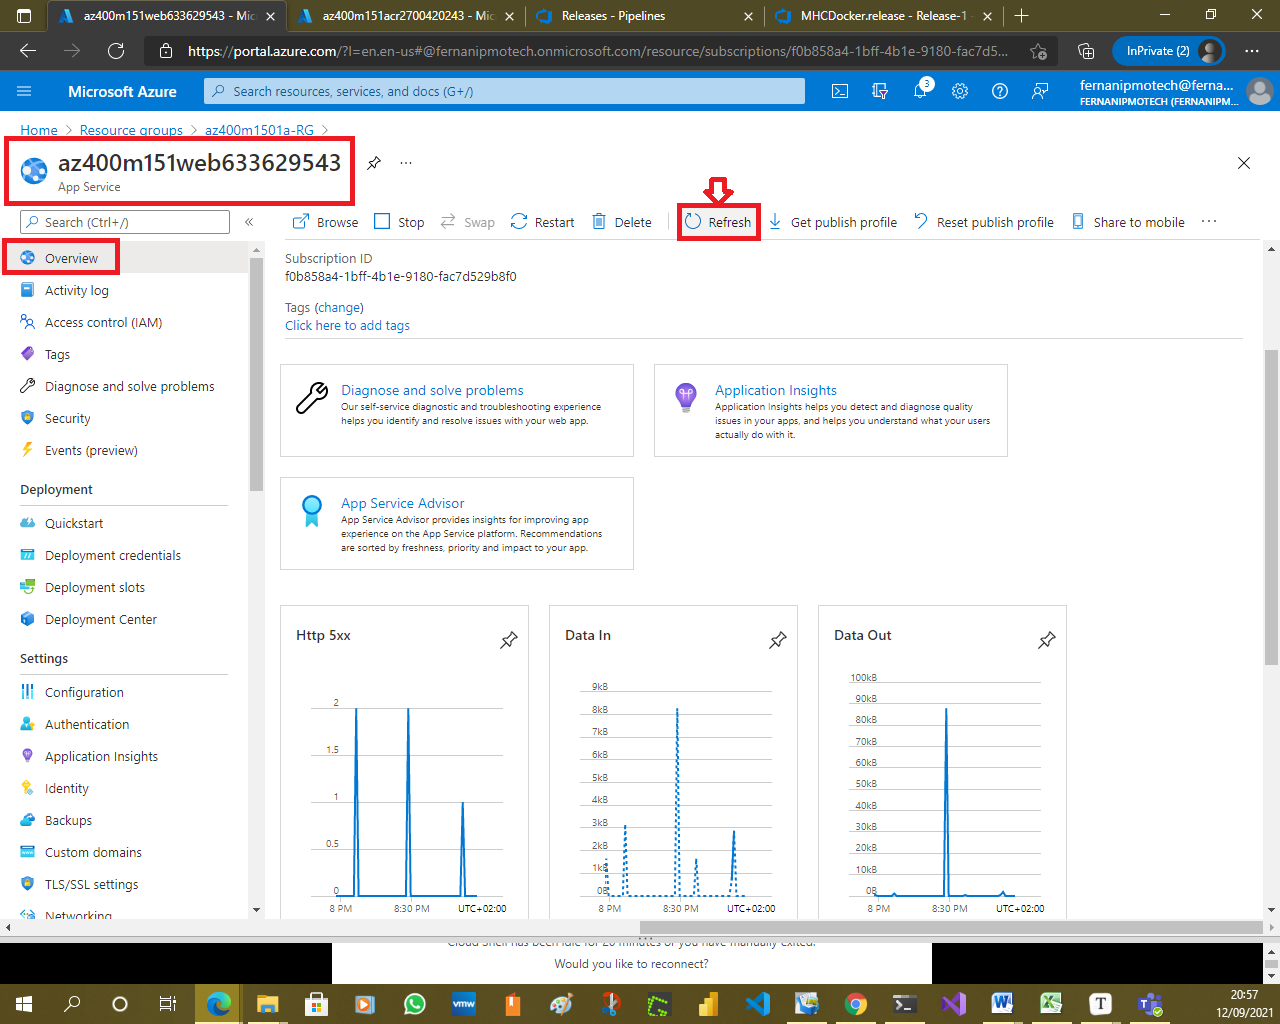 az400m151web633629543 - Mic
az400m151acr2700420243 - Mic
Releases - Pipelines
MHCDocker.release - Release-1 -
https://portal.azure.com/?l=en.en-us#@fernanipmotech.onmicrosoft.com/resource/subscriptions/f0b858a4-1bff-4b1e-9180-fac7d5...
InPrivate (2)
Microsoft Azure
Search resources, services, and docs (G+/)
3
fernanipmotech@ferna...
FERNANIPMOTECH (FERNANIPM...
Home > Resource groups > az400m1501a-RG >
az400m151web633629543
App Service
Search (Ctrl+/)
Browse
Stop
Swap
Restart
Delete
Refresh
Get publish profile
Reset publish profile
Share to mobile
Overview
Activity log
Access control (IAM)
Tags
Diagnose and solve problems
Security
Events (preview)
Deployment
Quickstart
Deployment credentials
Deployment slots
Deployment Center
Settings
Configuration
Authentication
Application Insights
Identity
Backups
Custom domains
TLS/SSL settings
Networking
Subscription ID
f0b858a4-1bff-4b1e-9180-fac7d529b8f0
Tags (change)
Click here to add tags
Diagnose and solve problems
Our self-service diagnostic and troubleshooting experience
helps you identify and resolve issues with your web app.
Application Insights
Application Insights helps you detect and diagnose quality
issues in your apps, and helps you understand what your users
actually do with it.
App Service Advisor
App Service Advisor provides insights for improving app
experience on the App Service platform. Recommendations
are sorted by freshness, priority and impact to your app.
Http 5xx
2
1.5
1
0.5
0
8 PM
8:30 PM
UTC+02:00
Data In
9kB
8kB
7kB
6kB
5kB
4kB
3kB
2kB
1kB
0B
8 PM
8:30 PM
UTC+02:00
Data Out
100kB
90kB
80kB
70kB
60kB
50kB
40kB
30kB
20kB
10kB
0B
8 PM
8:30 PM
UTC+02:00
Cloud Shell has been idle for 20 minutes or you have manually exited.
Would you like to reconnect?
vmw
20:57
12/09/2021